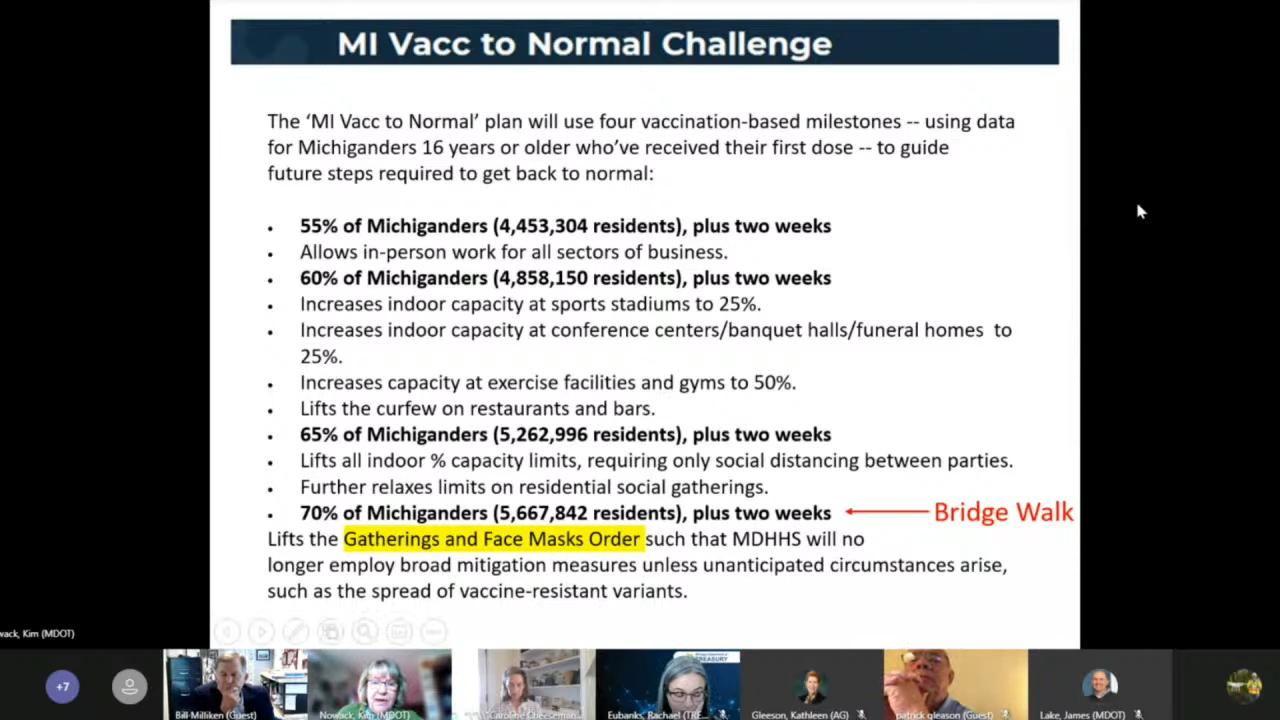 MI Vacc to Normal Challenge
The ‘MI Vacc to Normal’ plan will use four vaccination-based milestones -- using data
for Michiganders 16 years or older who’ve received their first dose -- to guide
future steps required to get back to normal:
• 55% of Michiganders (4,453,304 residents), plus two weeks
• Allows in-person work for all sectors of business.
• 60% of Michiganders (4,858,150 residents), plus two weeks
• Increases indoor capacity at sports stadiums to 25%.
• Increases indoor capacity at conference centers/banquet halls/funeral homes to
25%.
• Increases capacity at exercise facilities and gyms to 50%.
• Lifts the curfew on restaurants and bars.
• 65% of Michiganders (5,262,996 residents), plus two weeks
• Lifts all indoor % capacity limits, requiring only social distancing between parties.
• Further relaxes limits on residential social gatherings.
• 70% of Michiganders (5,667,842 residents), plus two weeks
Bridge Walk
Lifts the Gatherings and Face Masks Order such that MDHHS will no
longer employ broad mitigation measures unless unanticipated circumstances arise,
such as the spread of vaccine-resistant variants.
wack, Kim (MDOT)
+7
TREASURY
Bill Milliken (Guest)
Nowack, Kim (MDOT)
Caroline Cheeseman...
Eubanks, Rachael (TRE...
Gleeson, Kathleen (AG)
patrick gleason (Guest)
Lake, James (MDOT)